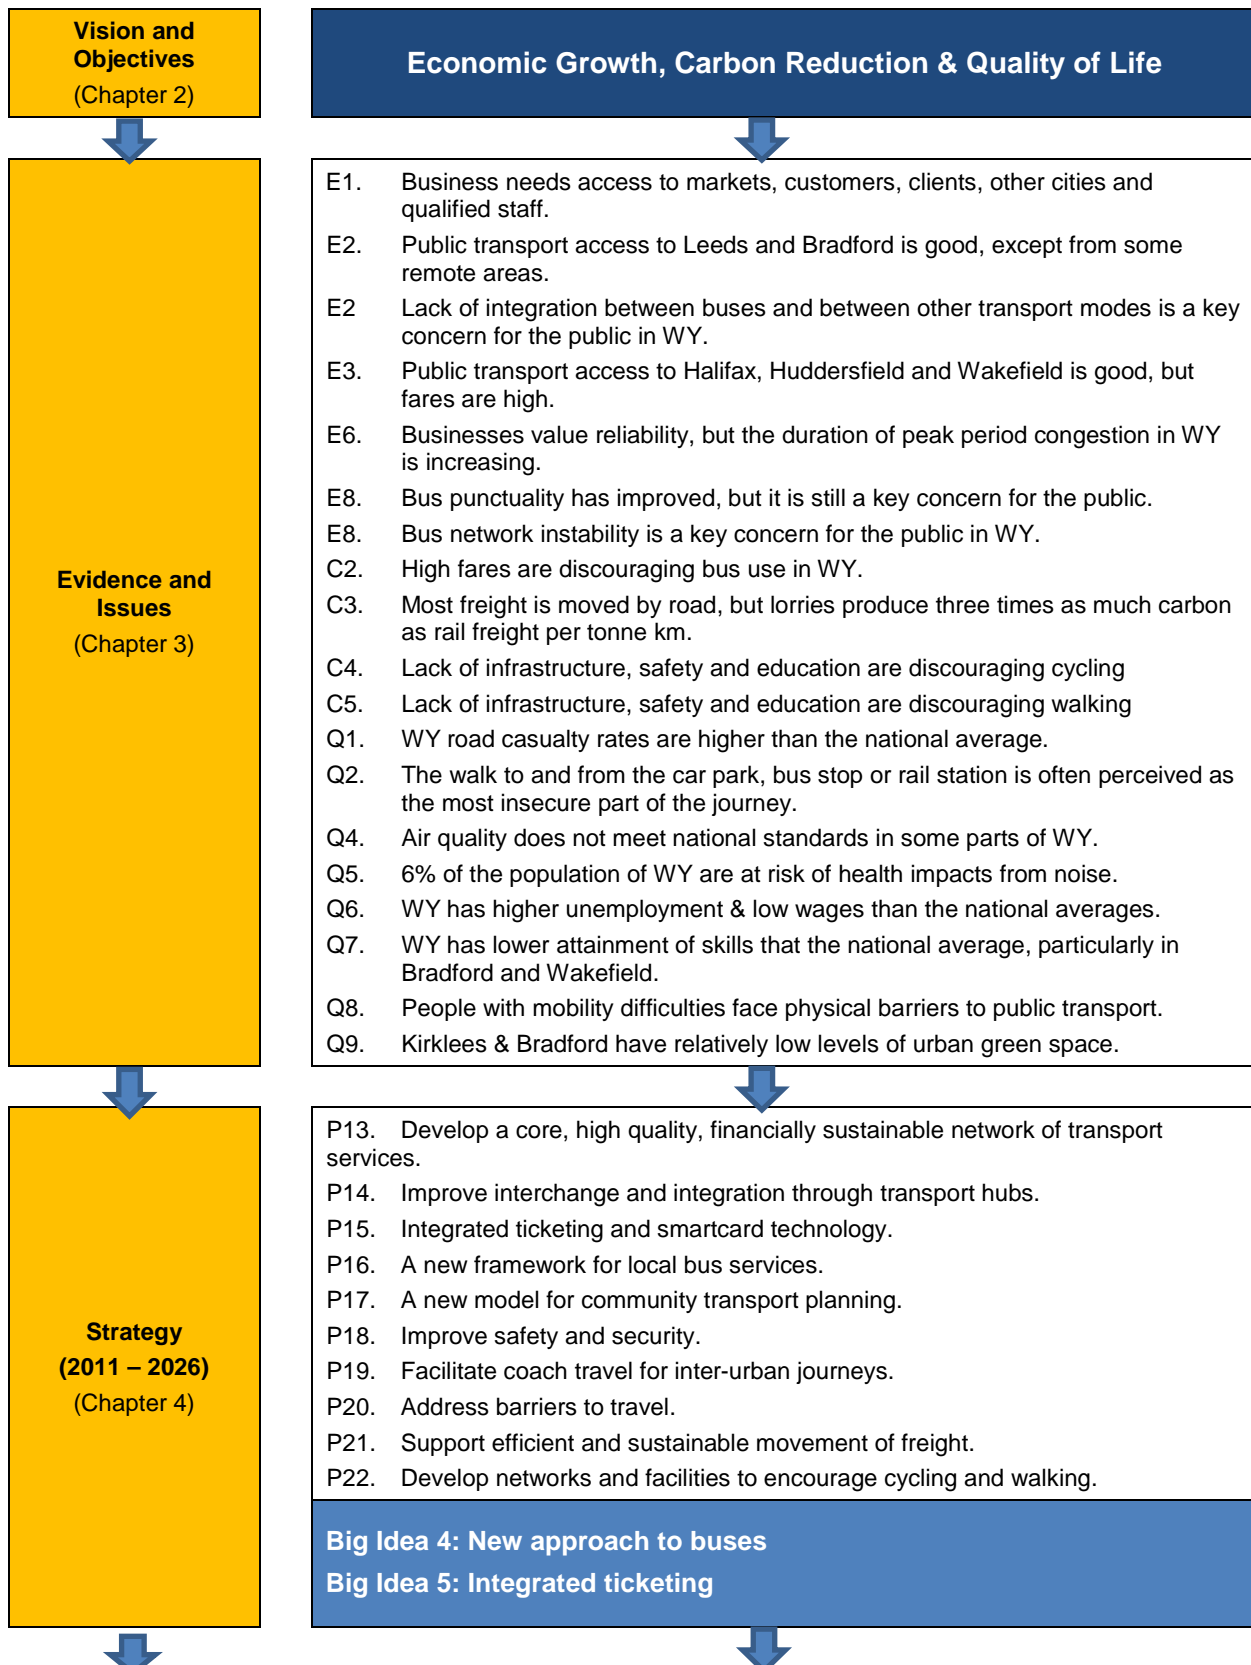 Vision and
Objectives
(Chapter 2)
Economic Growth, Carbon Reduction & Quality of Life
Evidence and
Issues
(Chapter 3)
E1. Business needs access to markets, customers, clients, other cities and
qualified staff.
E2. Public transport access to Leeds and Bradford is good, except from some
remote areas.
E2 Lack of integration between buses and between other transport modes is a key
concern for the public in WY.
E3. Public transport access to Halifax, Huddersfield and Wakefield is good, but
fares are high.
E6. Businesses value reliability, but the duration of peak period congestion in WY
is increasing.
E8. Bus punctuality has improved, but it is still a key concern for the public.
E8. Bus network instability is a key concern for the public in WY.
C2. High fares are discouraging bus use in WY.
C3. Most freight is moved by road, but lorries produce three times as much carbon
as rail freight per tonne km.
C4. Lack of infrastructure, safety and education are discouraging cycling
C5. Lack of infrastructure, safety and education are discouraging walking
Q1. WY road casualty rates are higher than the national average.
Q2. The walk to and from the car park, bus stop or rail station is often perceived as
the most insecure part of the journey.
Q4. Air quality does not meet national standards in some parts of WY.
Q5. 6% of the population of WY are at risk of health impacts from noise.
Q6. WY has higher unemployment & low wages than the national averages.
Q7. WY has lower attainment of skills that the national average, particularly in
Bradford and Wakefield.
Q8. People with mobility difficulties face physical barriers to public transport.
Q9. Kirklees & Bradford have relatively low levels of urban green space.
Strategy
(2011 – 2026)
(Chapter 4)
P13. Develop a core, high quality, financially sustainable network of transport
services.
P14. Improve interchange and integration through transport hubs.
P15. Integrated ticketing and smartcard technology.
P16. A new framework for local bus services.
P17. A new model for community transport planning.
P18. Improve safety and security.
P19. Facilitate coach travel for inter-urban journeys.
P20. Address barriers to travel.
P21. Support efficient and sustainable movement of freight.
P22. Develop networks and facilities to encourage cycling and walking.
Big Idea 4: New approach to buses
Big Idea 5: Integrated ticketing